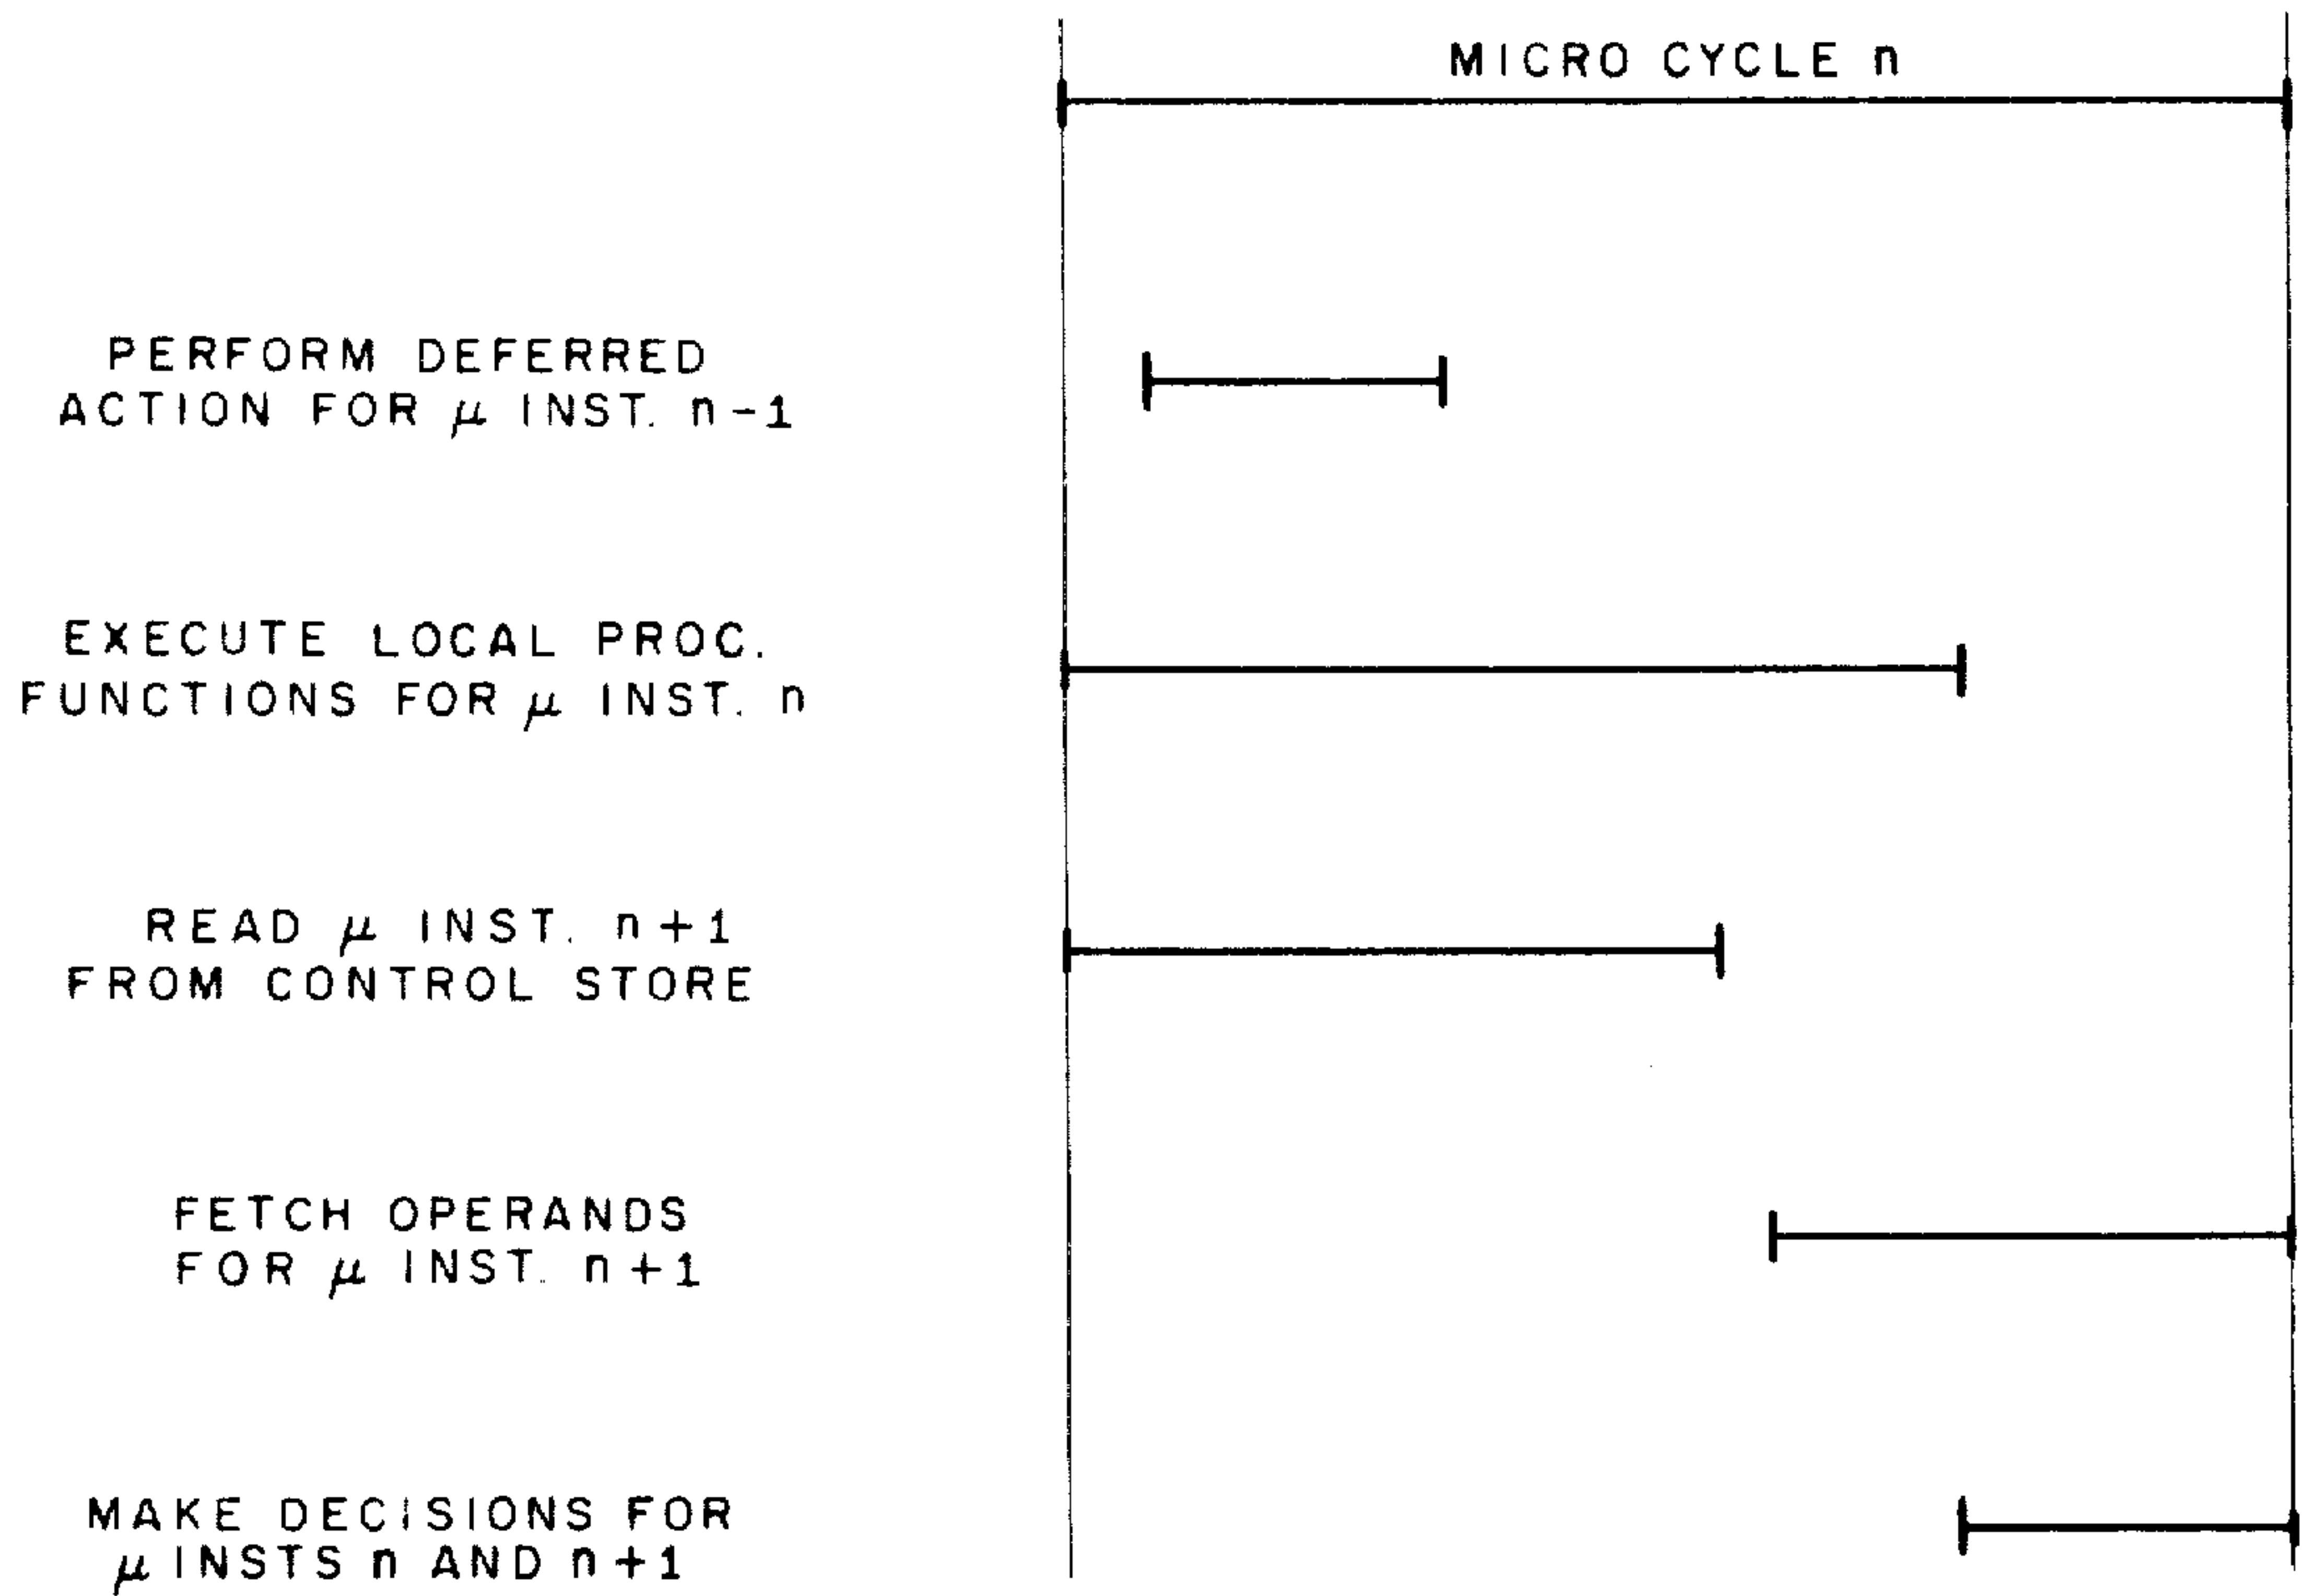 MICRO CYCLE n
PERFORM DEFERRED
ACTION FOR μ INST. n-1
EXECUTE LOCAL PROC.
FUNCTIONS FOR μ INST. n
READ μ INST. n+1
FROM CONTROL STORE
FETCH OPERANDS
FOR μ INST. n+1
MAKE DECISIONS FOR
μ INSTS n AND n+1